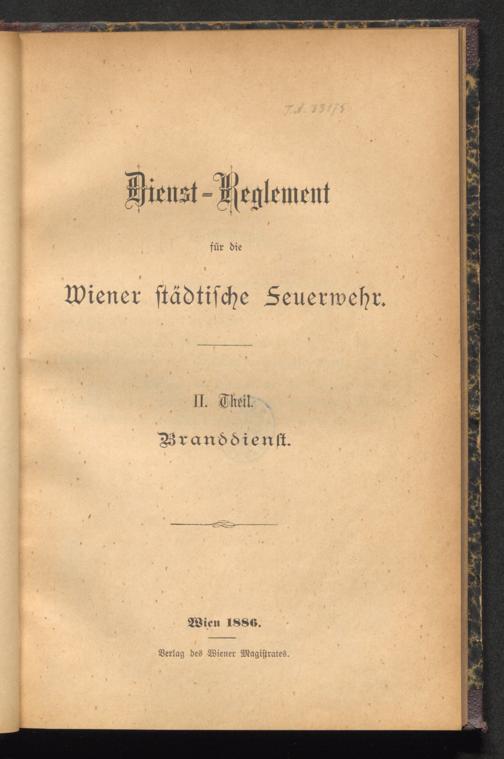 Dienst-Reglement
für die
Wiener städtische Feuerwehr.
II. Theil.
Branddienst.
Wien 1886.
Verlag des Wiener Magistrates.